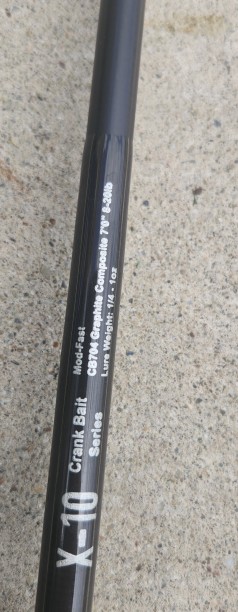 X-10
Crank Bait
Series
Mod-Fast
CB704 Graphite Composite 7'0" 8-20lb
Lure Weight: 1/4 - 1oz